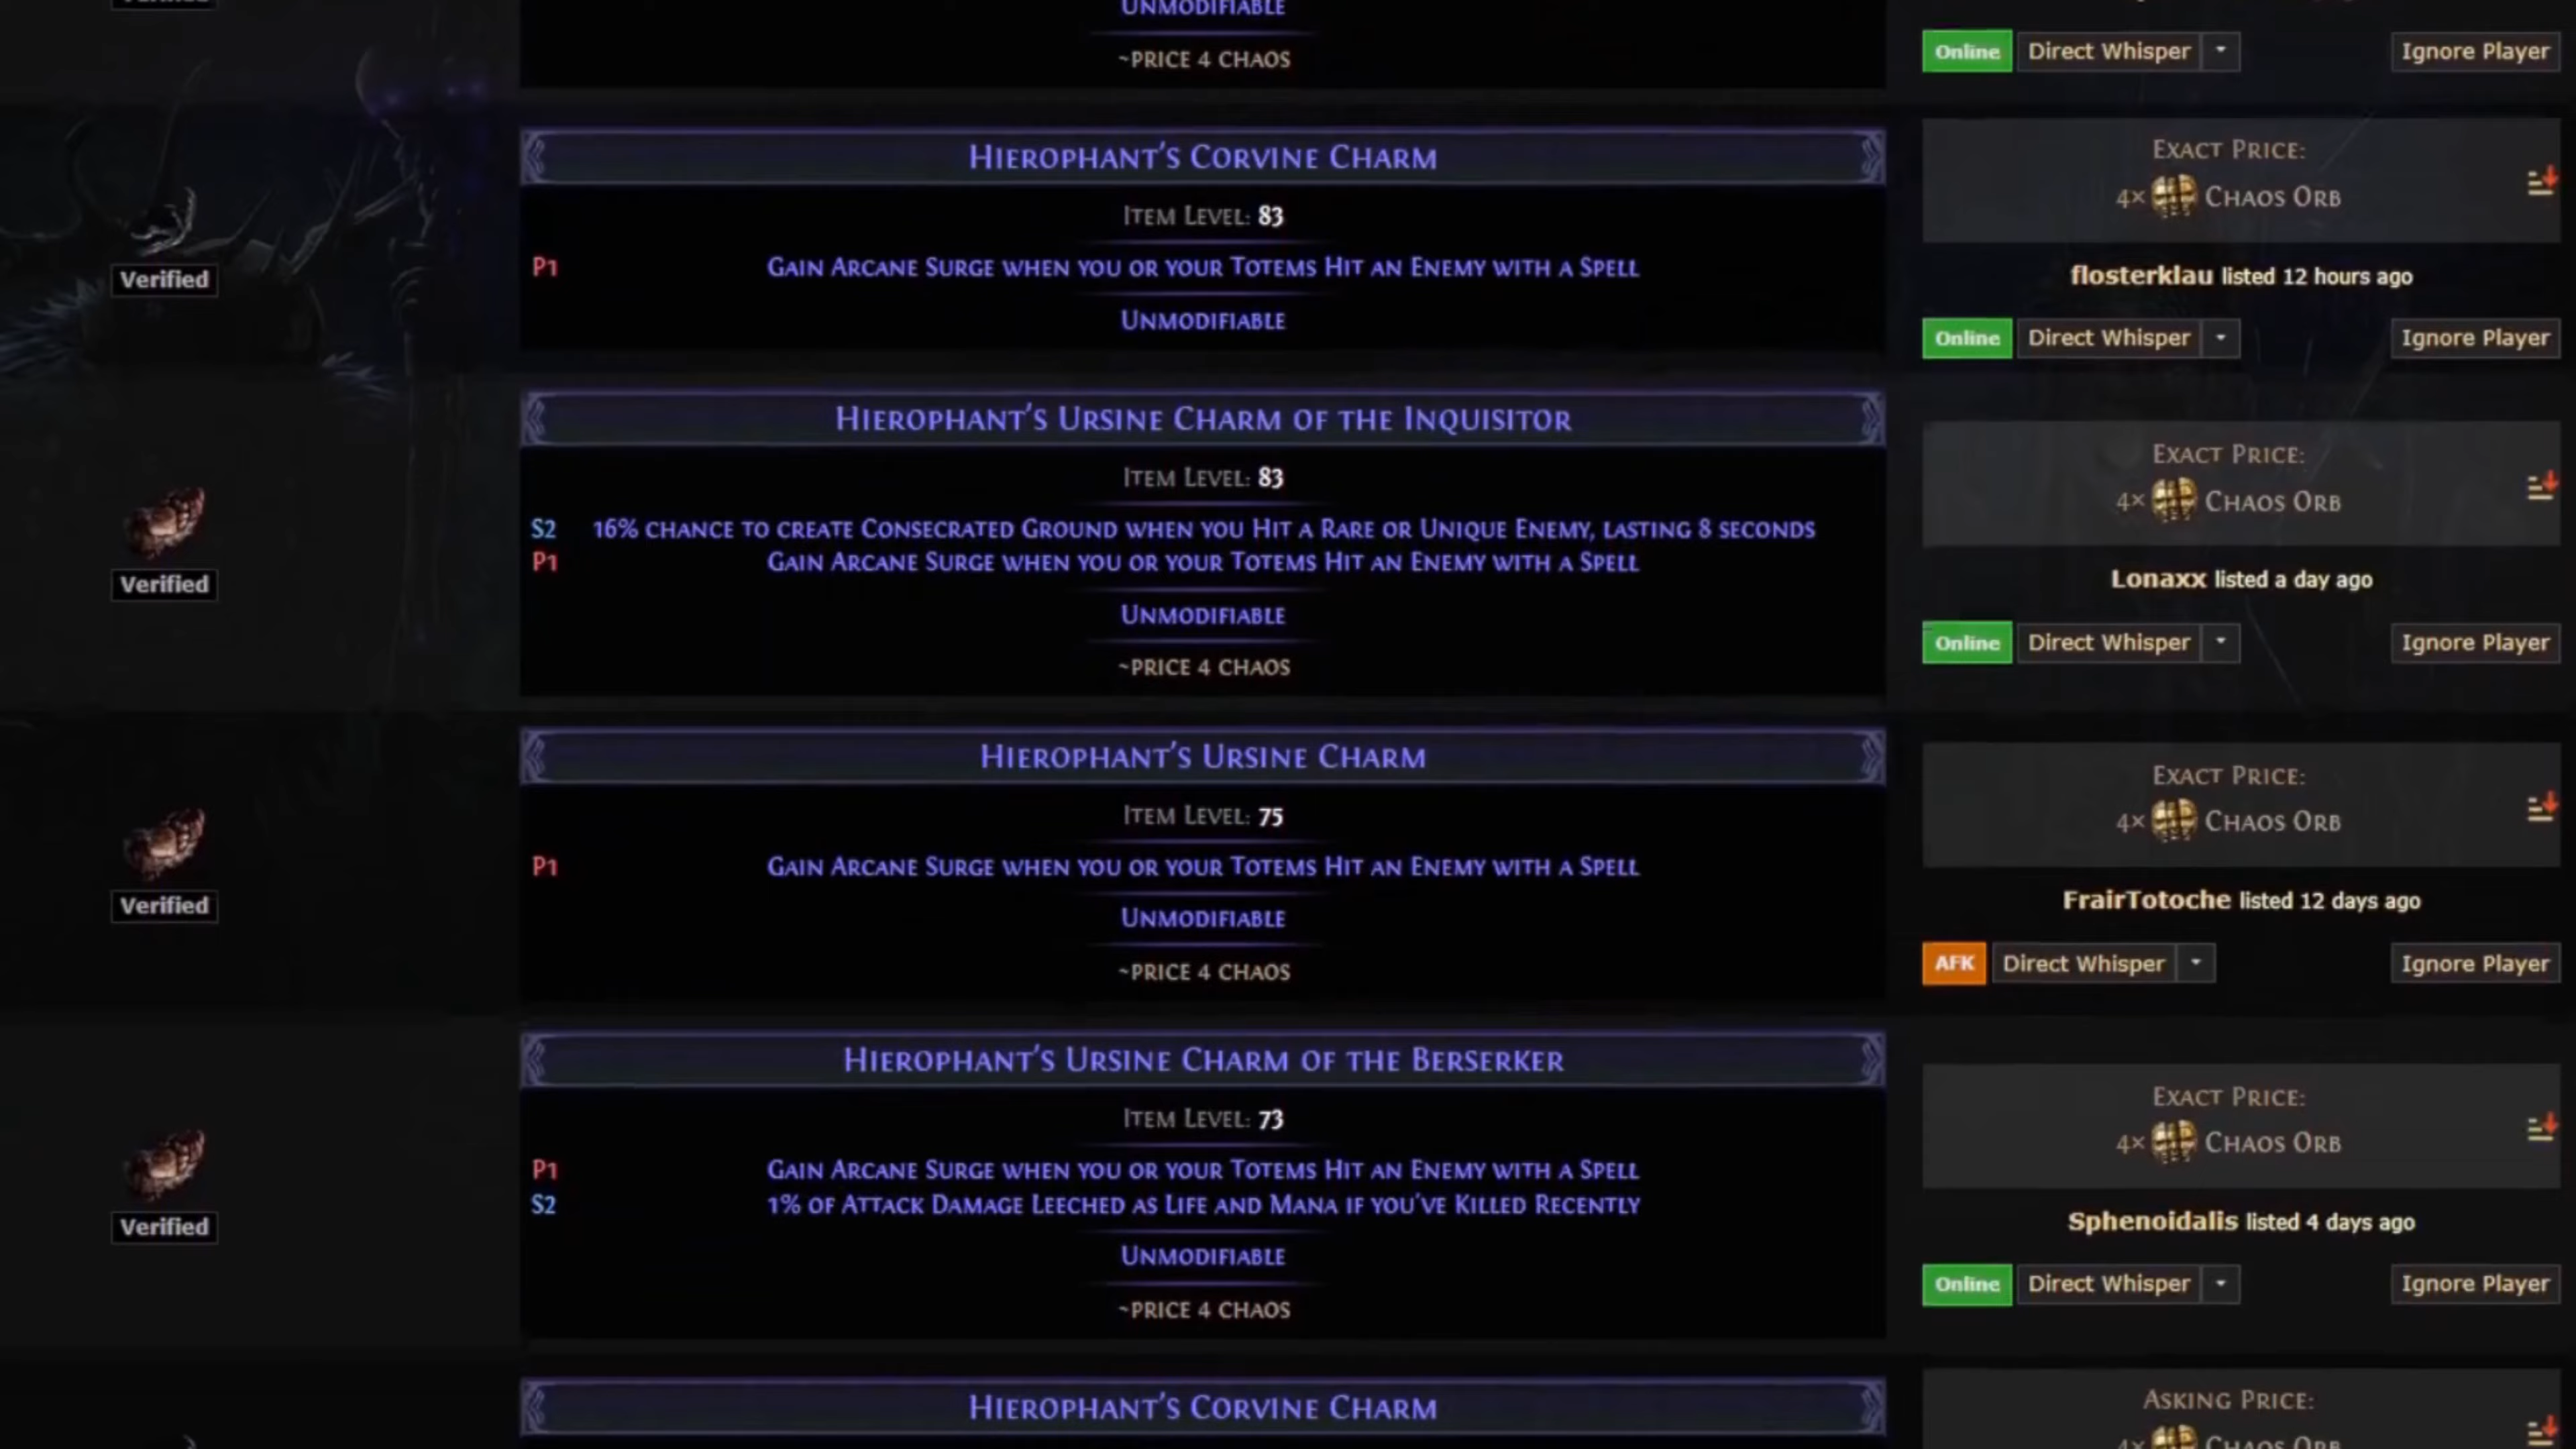 Verified
UNMODIFIABLE
~PRICE 4 CHAOS
Online Direct Whisper Ignore Player
HIEROPHANT'S CORVINE CHARM
ITEM LEVEL: 83
P1 GAIN ARCANE SURGE WHEN YOU OR YOUR TOTEMS HIT AN ENEMY WITH A SPELL
UNMODIFIABLE
Verified
EXACT PRICE:
4× CHAOS ORB
flosterklau listed 12 hours ago
Online Direct Whisper Ignore Player
HIEROPHANT'S URSINE CHARM OF THE INQUISITOR
ITEM LEVEL: 83
S2 16% CHANCE TO CREATE CONSECRATED GROUND WHEN YOU HIT A RARE OR UNIQUE ENEMY, LASTING 8 SECONDS
P1 GAIN ARCANE SURGE WHEN YOU OR YOUR TOTEMS HIT AN ENEMY WITH A SPELL
UNMODIFIABLE
~PRICE 4 CHAOS
Verified
EXACT PRICE:
4× CHAOS ORB
Lonaxx listed a day ago
Online Direct Whisper Ignore Player
HIEROPHANT'S URSINE CHARM
ITEM LEVEL: 75
P1 GAIN ARCANE SURGE WHEN YOU OR YOUR TOTEMS HIT AN ENEMY WITH A SPELL
UNMODIFIABLE
~PRICE 4 CHAOS
Verified
EXACT PRICE:
4× CHAOS ORB
FrairTotoche listed 12 days ago
AFK Direct Whisper Ignore Player
HIEROPHANT'S URSINE CHARM OF THE BERSERKER
ITEM LEVEL: 73
P1 GAIN ARCANE SURGE WHEN YOU OR YOUR TOTEMS HIT AN ENEMY WITH A SPELL
S2 1% OF ATTACK DAMAGE LEECHED AS LIFE AND MANA IF YOU'VE KILLED RECENTLY
UNMODIFIABLE
~PRICE 4 CHAOS
Verified
EXACT PRICE:
4× CHAOS ORB
Sphenoidalis listed 4 days ago
Online Direct Whisper Ignore Player
HIEROPHANT'S CORVINE CHARM
ASKING PRICE:
4× CHAOS ORB